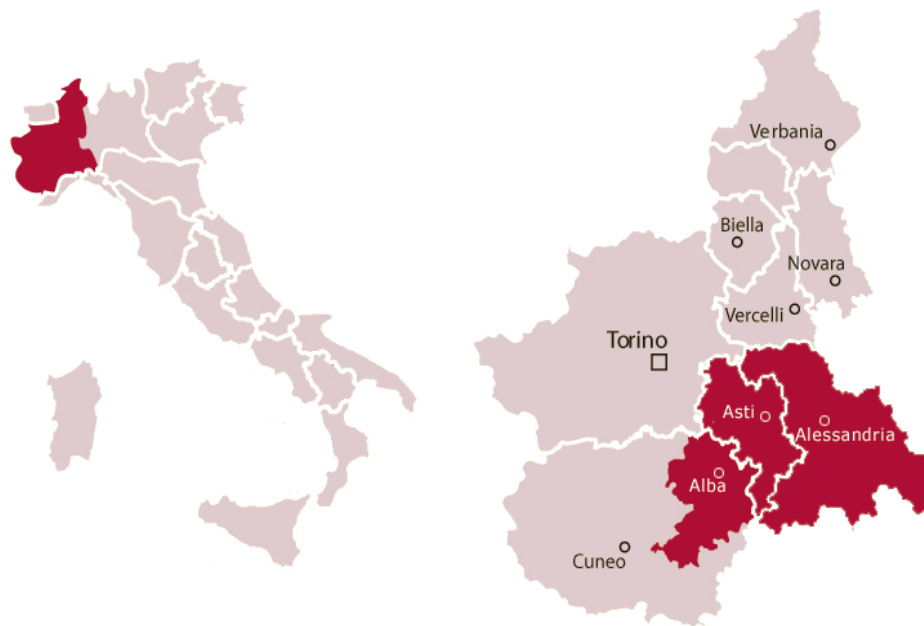 Verbania
Biella
Novara
Vercelli
Torino
Asti
Alessandria
Alba
Cuneo